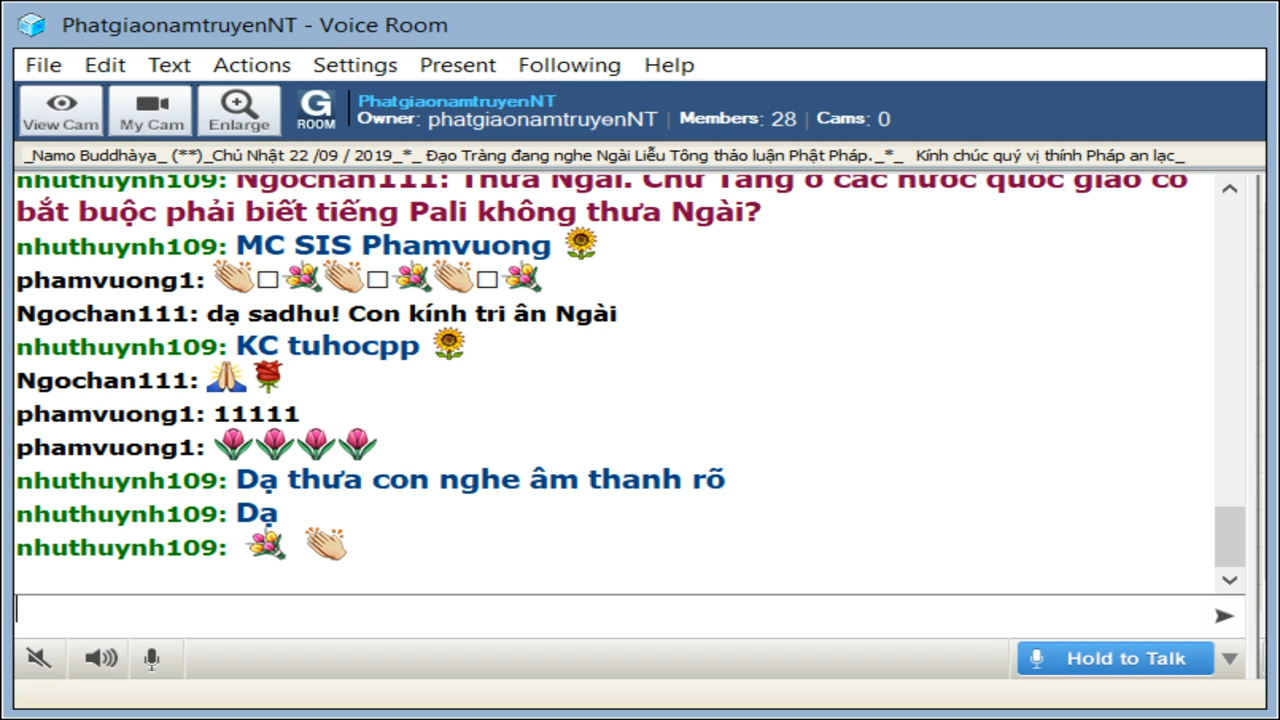 PhatgiaonamtruyenNT - Voice Room
File Edit Text Actions Settings Present Following Help
View Cam My Cam Enlarge G ROOM
PhatgiaonamtruyenNT
Owner: phatgiaonamtruyenNT | Members: 28 | Cams: 0
_Namo Buddhàya_ (**)_Chủ Nhật 22 /09 / 2019_*_ Đạo Tràng đang nghe Ngài Liễu Tông thảo luận Phật Pháp._*_ Kính chúc quý vị thính Pháp an lạc_
nhuthuynh109: Ngochan111: Thưa Ngài. Chư Tăng ở các nước quốc giáo có
bắt buộc phải biết tiếng Pali không thưa Ngài?
nhuthuynh109: MC SIS Phamvuong 🌻
phamvuong1: 👏□💐👏□💐👏□💐
Ngochan111: dạ sadhu! Con kính tri ân Ngài
nhuthuynh109: KC tuhocpp 🌻
Ngochan111: 🙏🌹
phamvuong1: 11111
phamvuong1: 🌷🌷🌷🌷
nhuthuynh109: Dạ thưa con nghe âm thanh rõ
nhuthuynh109: Dạ
nhuthuynh109: 💐 👏
Hold to Talk